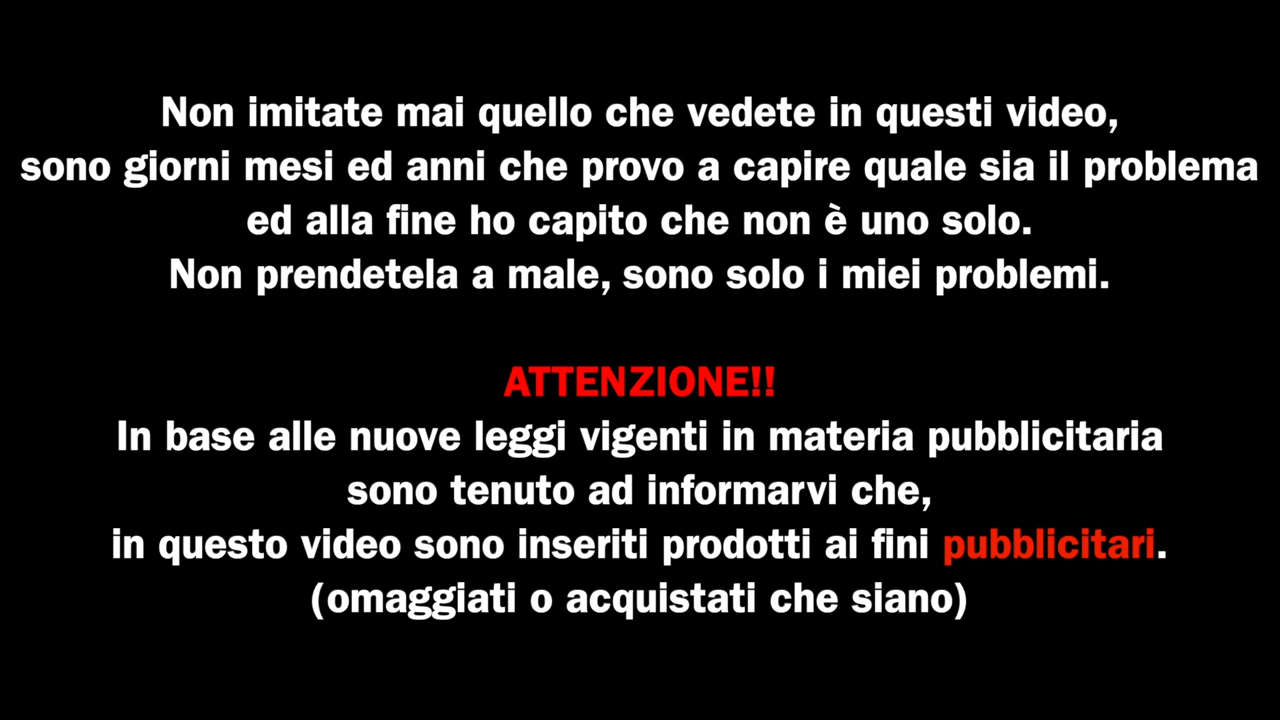 Non imitate mai quello che vedete in questi video,
sono giorni mesi ed anni che provo a capire quale sia il problema
ed alla fine ho capito che non è uno solo.
Non prendetela a male, sono solo i miei problemi.
ATTENZIONE!!
In base alle nuove leggi vigenti in materia pubblicitaria
sono tenuto ad informarvi che,
in questo video sono inseriti prodotti ai fini pubblicitari.
(omaggiati o acquistati che siano)